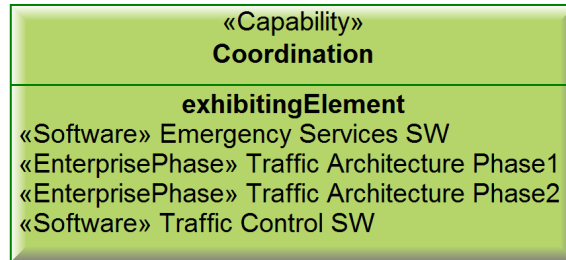 «Capability»
Coordination
exhibitingElement
«Software» Emergency Services SW
«EnterprisePhase» Traffic Architecture Phase1
«EnterprisePhase» Traffic Architecture Phase2
«Software» Traffic Control SW